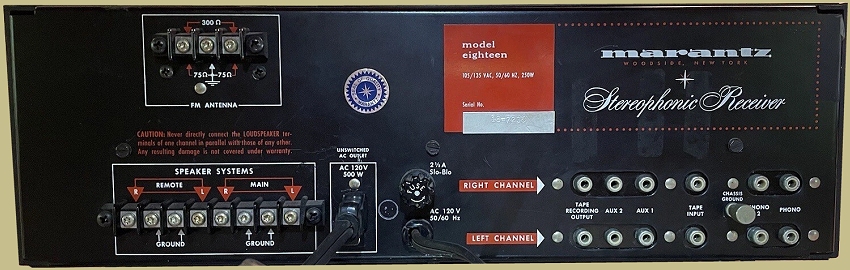 300 Ω
75Ω 75Ω
FM ANTENNA
model
eighteen
105/125 VAC, 50/60 HZ, 250W
Serial No.
marantz
WOODSIDE, NEW YORK
Stereophonic Receiver
CAUTION: Never directly connect the LOUDSPEAKER ter-
minals of one channel in parallel with those of any other.
Any resulting damage is not covered under warranty.
SPEAKER SYSTEMS
R REMOTE L R MAIN L
GROUND GROUND
UNSWITCHED
AC OUTLET
AC 120V
500 W
2½A
Slo-Blo
FUSE
AC 120 V
50/60 Hz
RIGHT CHANNEL
TAPE
RECORDING
OUTPUT
AUX 2
AUX 1
TAPE
INPUT
CHASSIS
GROUND
PHONO
2
PHONO
LEFT CHANNEL